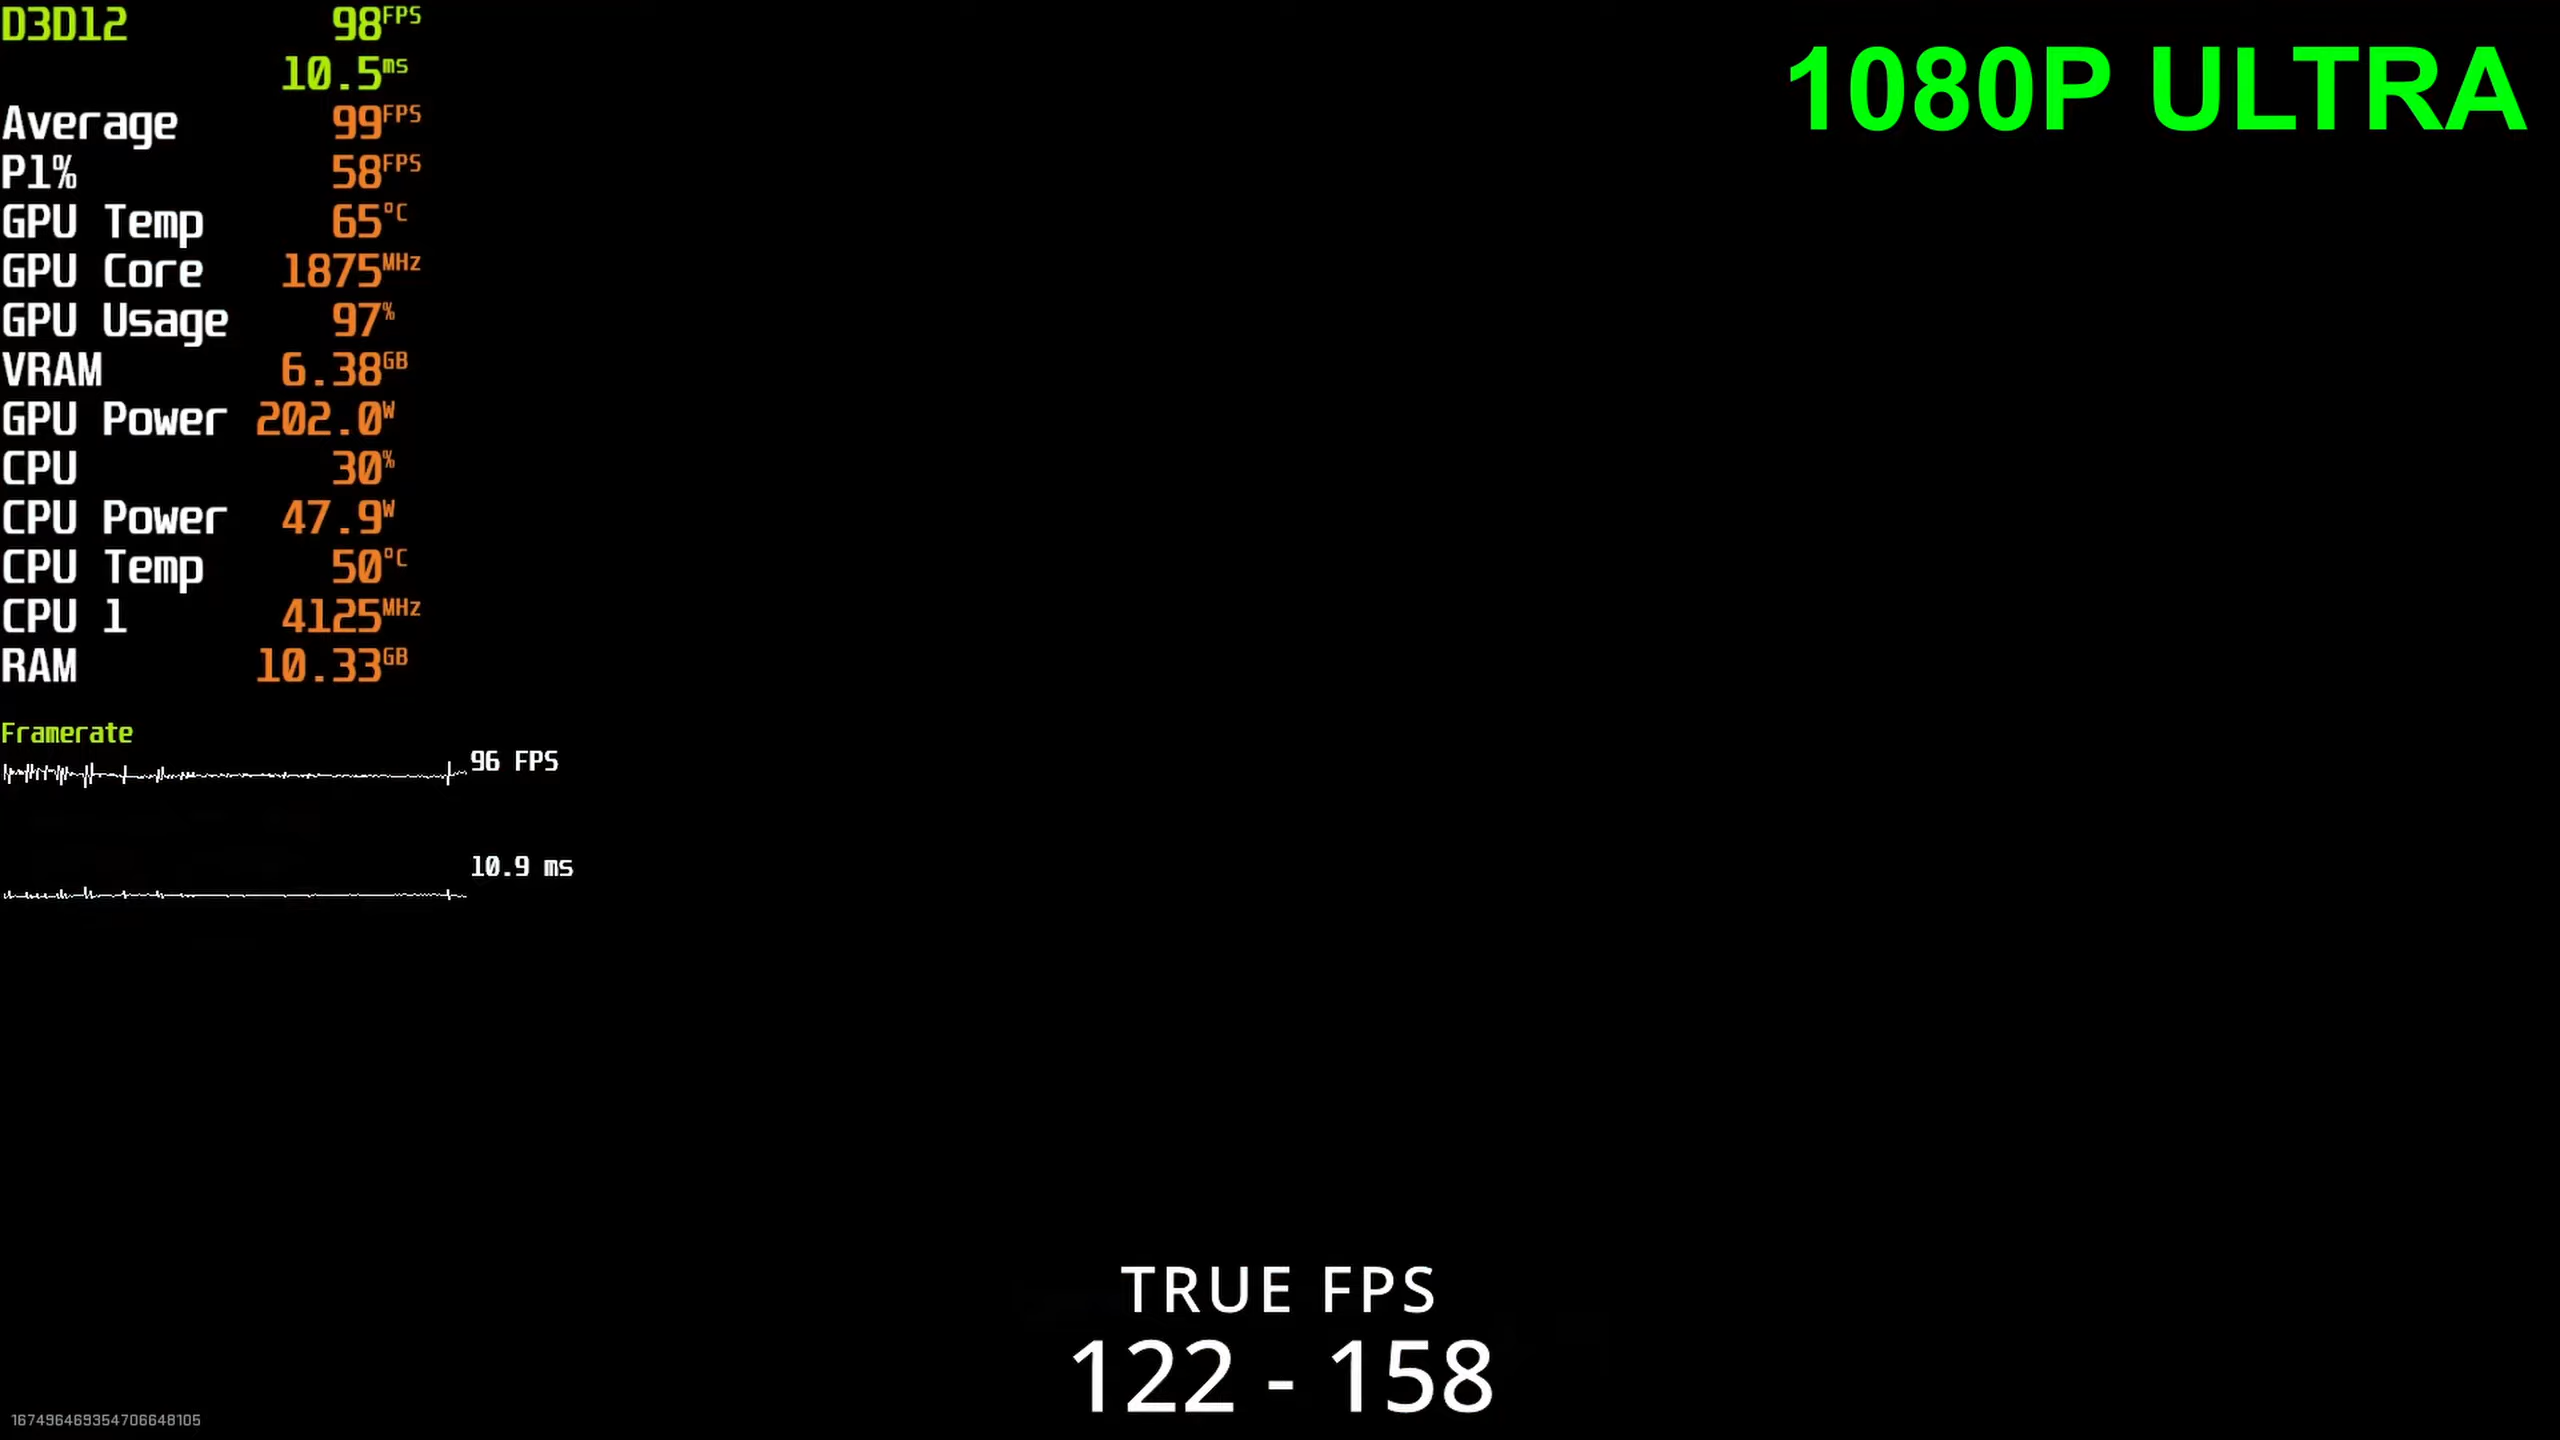 D3D12 98FPS
10.5ms
1080P ULTRA
Average 99FPS
P1% 58FPS
GPU Temp 65°C
GPU Core 1875MHz
GPU Usage 97%
VRAM 6.38GB
GPU Power 202.0W
CPU 30%
CPU Power 47.9W
CPU Temp 50°C
CPU 1 4125MHz
RAM 10.33GB
Framerate
96 FPS
10.9 ms
TRUE FPS
122 - 158
167496469354706648105